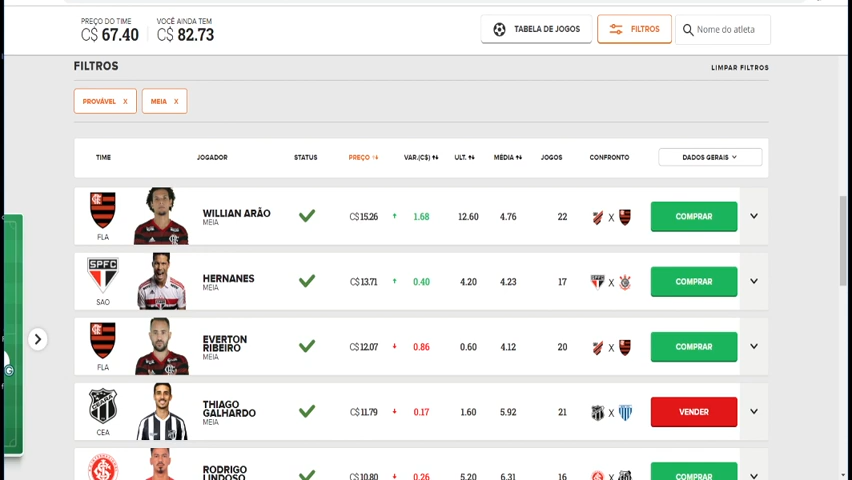 PREÇO DO TIME VOCÊ AINDA TEM
C$ 67.40 C$ 82.73
TABELA DE JOGOS
FILTROS
Nome do atleta
FILTROS
LIMPAR FILTROS
PROVÁVEL X
MEIA X
TIME JOGADOR STATUS PREÇO VAR.(C$) ULT. MÉDIA JOGOS CONFRONTO DADOS GERAIS
FLA
WILLIAN ARÃO
MEIA
C$ 15.26 1.68 12.60 4.76 22 X COMPRAR
SPFC
SAO
HERNANES
MEIA
C$ 13.71 0.40 4.20 4.23 17 X COMPRAR
FLA
EVERTON
RIBEIRO
MEIA
C$ 12.07 0.86 0.60 4.12 20 X COMPRAR
CEARÁ
CEA
THIAGO
GALHARDO
MEIA
C$ 11.79 0.17 1.60 5.92 21 X VENDER
RODRIGO
LINDOSO
C$ 10.80 0.26 5.20 6.31 16 X COMPRAR